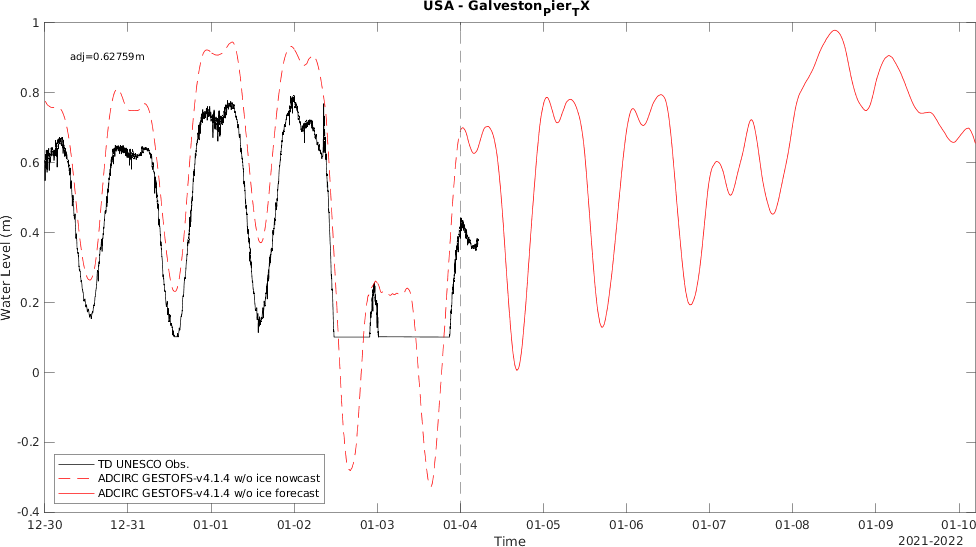 USA - GalvestonPierTX
adj=0.62759m
1
0.8
0.6
0.4
0.2
0
-0.2
-0.4
Water Level (m)
TD UNESCO Obs.
ADCIRC GESTOFS-v4.1.4 w/o ice nowcast
ADCIRC GESTOFS-v4.1.4 w/o ice forecast
12-30 12-31 01-01 01-02 01-03 01-04 01-05 01-06 01-07 01-08 01-09 01-10
Time
2021-2022